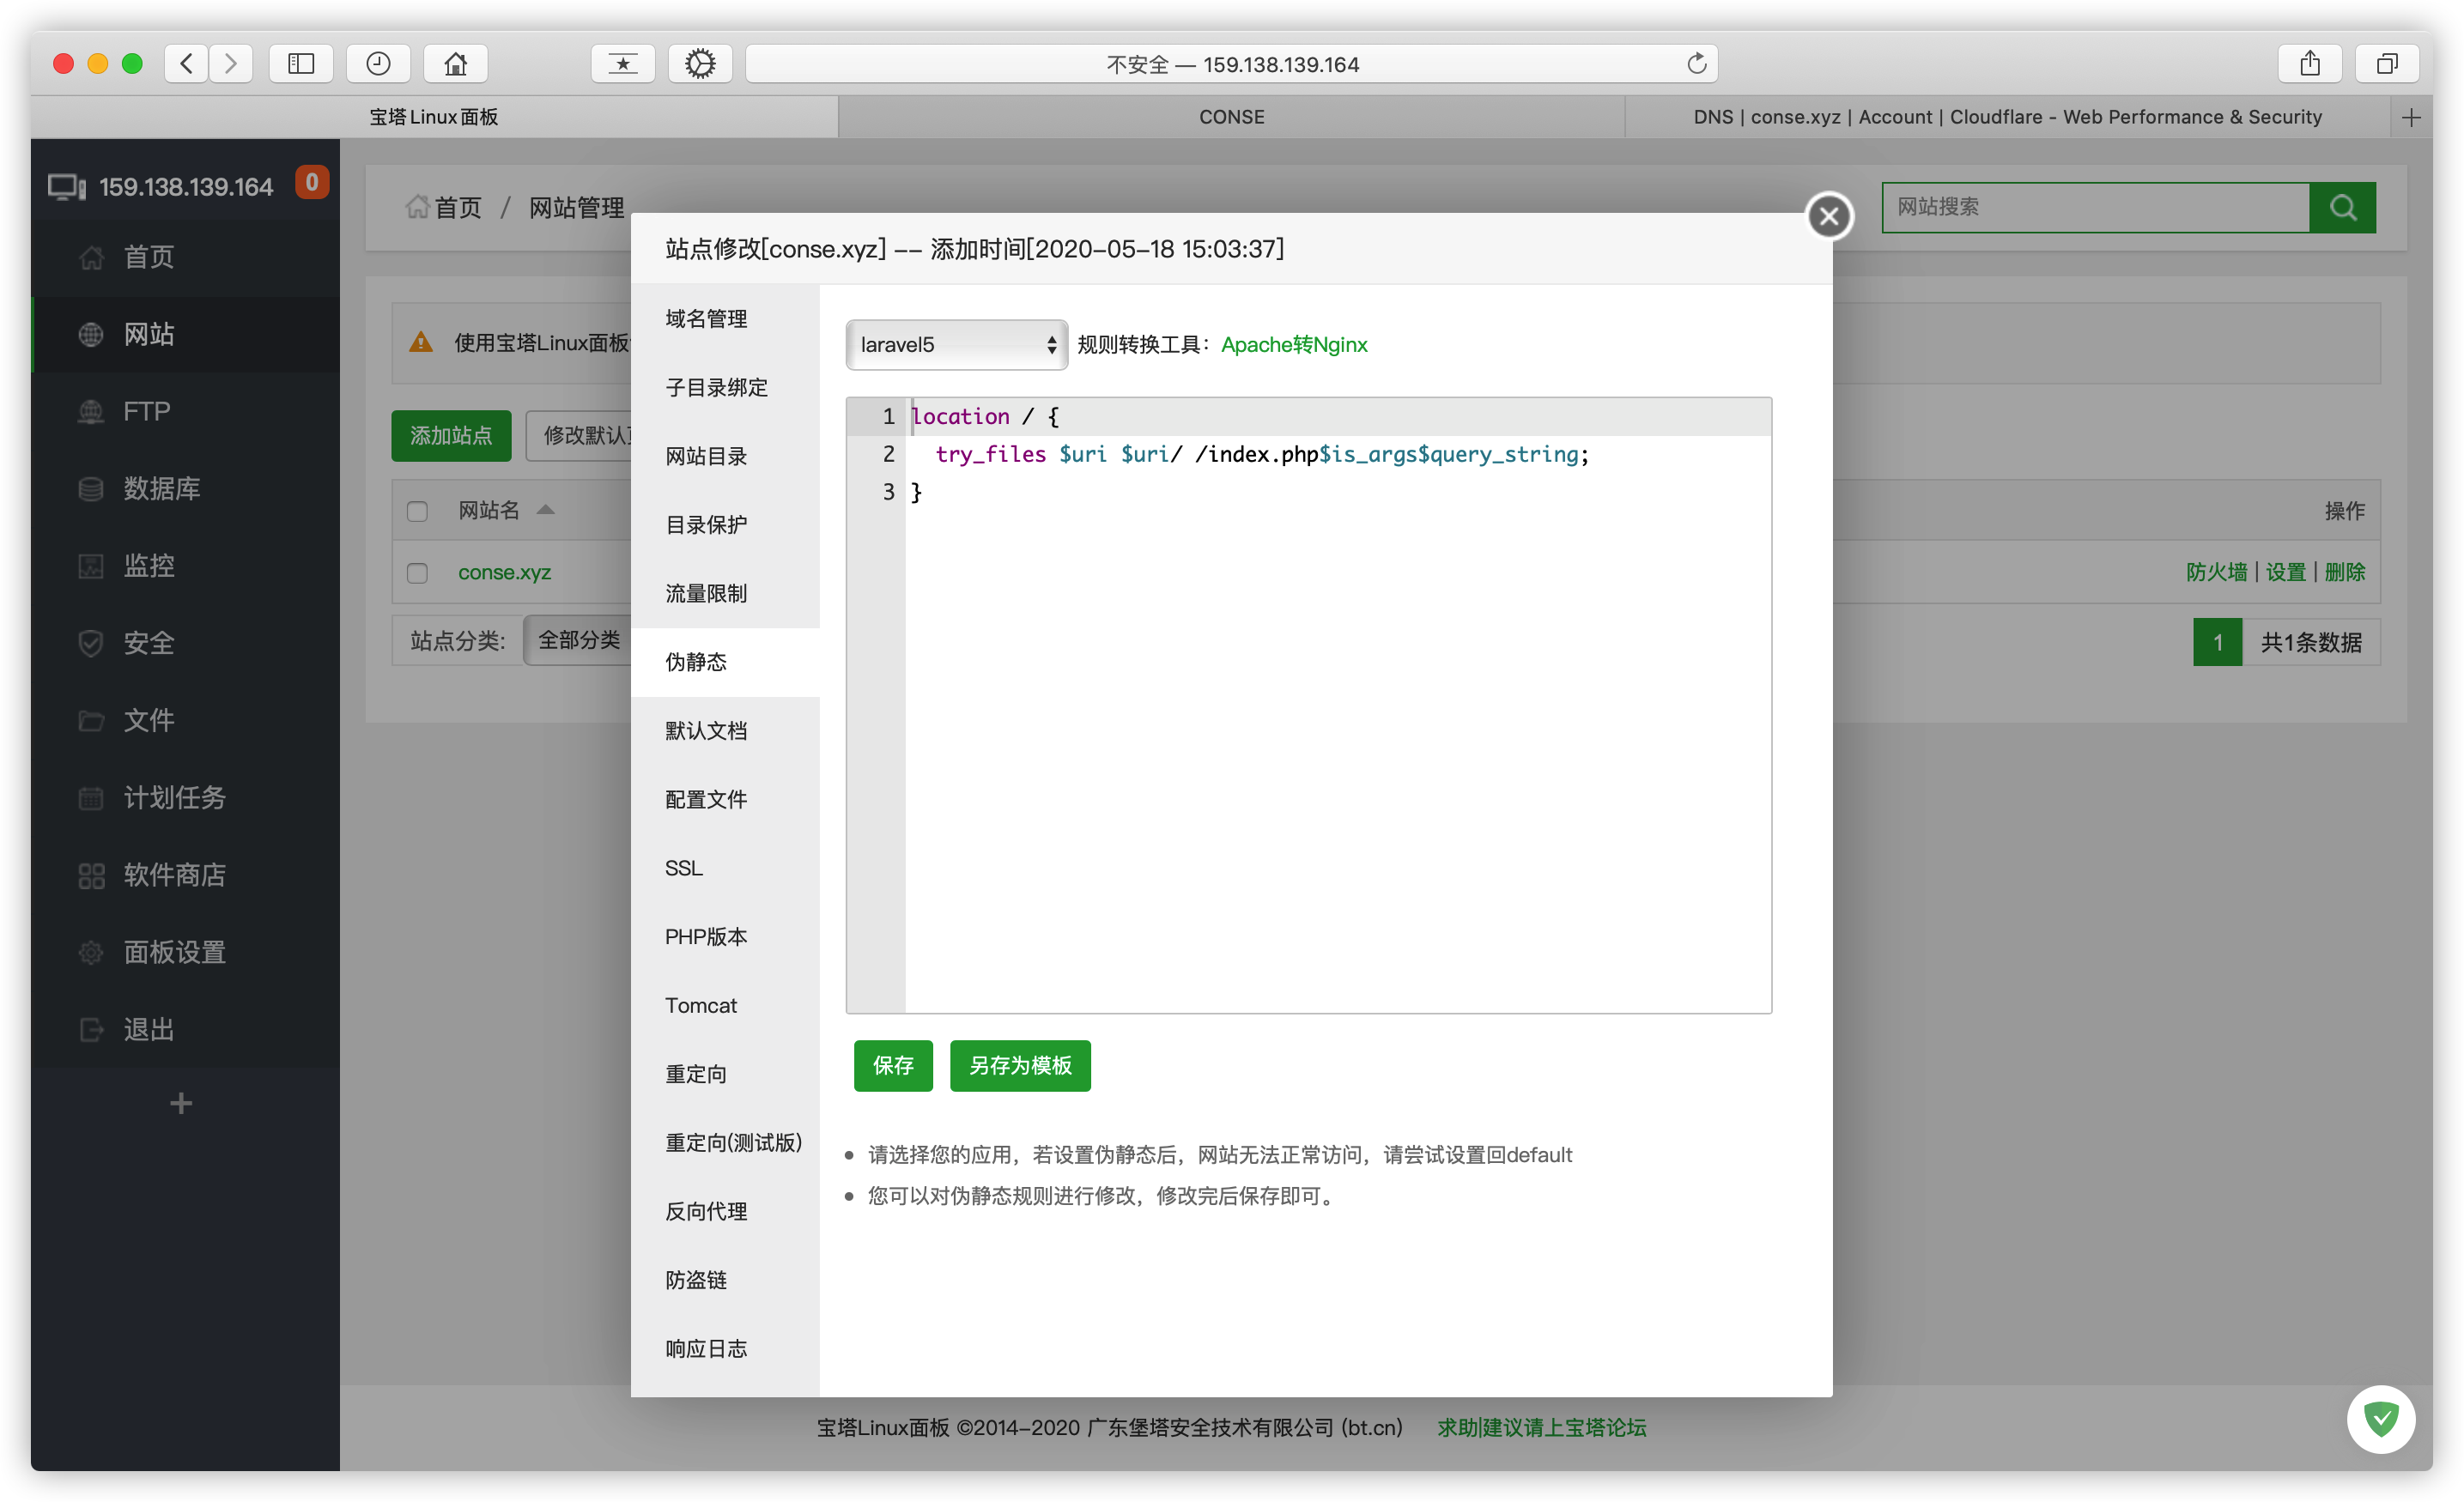 不安全 — 159.138.139.164
宝塔Linux面板
CONSE
DNS | conse.xyz | Account | Cloudflare - Web Performance & Security
159.138.139.164
0
首页
网站
FTP
数据库
监控
安全
文件
计划任务
软件商店
面板设置
退出
首页 / 网站管理
网站搜索
使用宝塔Linux面板
添加站点
修改默认
网站名
操作
conse.xyz
防火墙 | 设置 | 删除
站点分类:
全部分类
1
共1条数据
站点修改[conse.xyz] -- 添加时间[2020-05-18 15:03:37]
域名管理
子目录绑定
网站目录
目录保护
流量限制
伪静态
默认文档
配置文件
SSL
PHP版本
Tomcat
重定向
重定向(测试版)
反向代理
防盗链
响应日志
laravel5
规则转换工具：Apache转Nginx
1 location / {
2 try_files $uri $uri/ /index.php$is_args$query_string;
3 }
保存
另存为模板
请选择您的应用，若设置伪静态后，网站无法正常访问，请尝试设置回default
您可以对伪静态规则进行修改，修改完后保存即可。
宝塔Linux面板 ©2014-2020 广东堡塔安全技术有限公司 (bt.cn)
求助|建议请上宝塔论坛